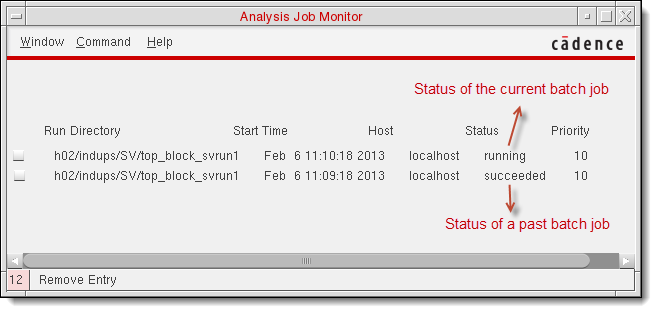 Analysis Job Monitor
Window Command Help
cādence
Status of the current batch job
Run Directory Start Time Host Status Priority
h02/indups/SV/top_block_svrun1 Feb 6 11:10:18 2013 localhost running 10
h02/indups/SV/top_block_svrun1 Feb 6 11:09:18 2013 localhost succeeded 10
Status of a past batch job
12 Remove Entry